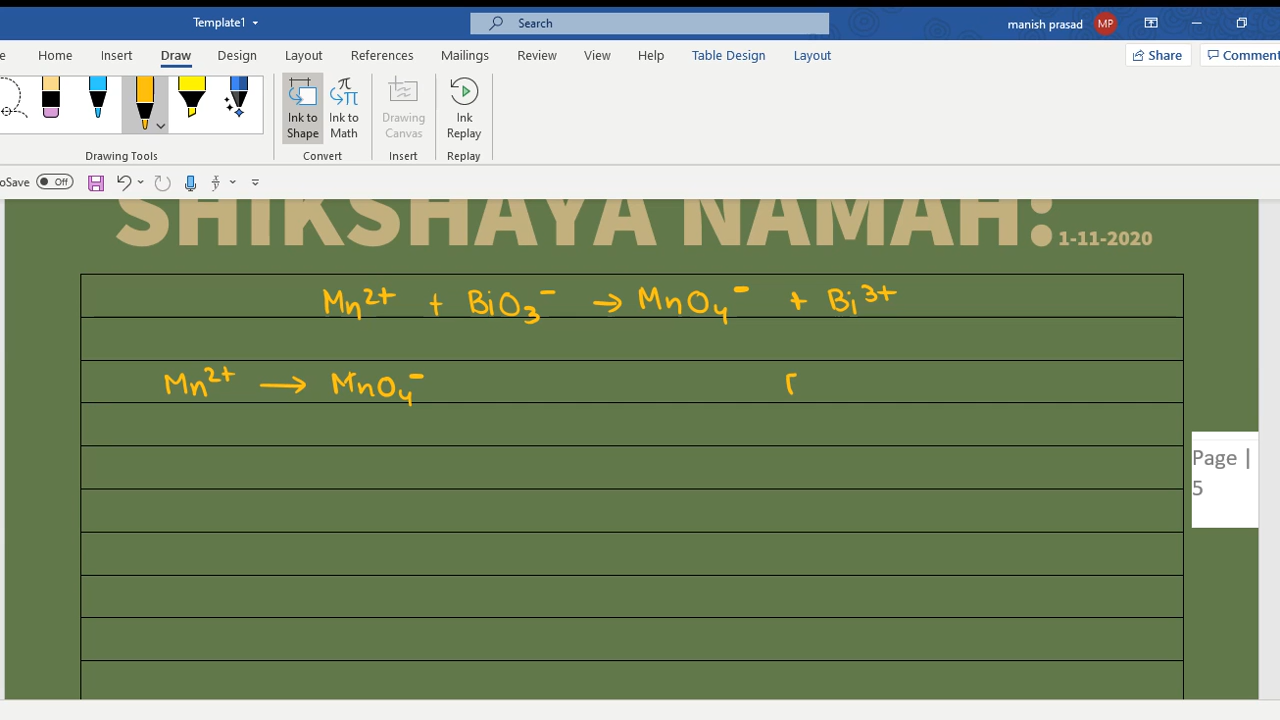 Template1
Search
manish prasad MP
Home Insert Draw Design Layout References Mailings Review View Help Table Design Layout Share Comment
Ink to Shape
Ink to Math
Drawing Canvas
Ink Replay
Drawing Tools Convert Insert Replay
oSave Off
SHIKSHAYA NAMAH: 1-11-2020
Mn²⁺ + BiO₃⁻ → MnO₄⁻ + Bi³⁺
Mn²⁺ → MnO₄⁻
Page | 5